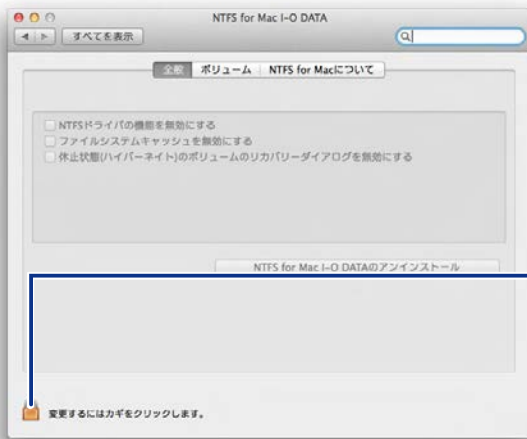 NTFS for Mac I-O DATA
すべてを表示
全般 ボリューム NTFS for Macについて
NTFSドライバの機能を無効にする
ファイルシステムキャッシュを無効にする
休止状態(ハイバーネイト)のボリュームのリカバリーダイアログを無効にする
NTFS for Mac I-O DATAのアンインストール
変更するにはカギをクリックします。